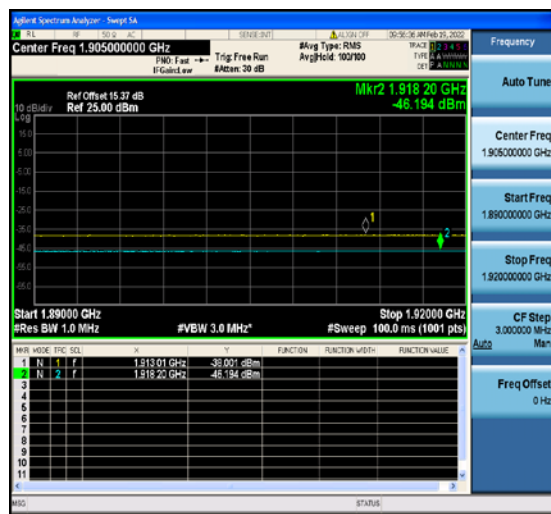 Agilent Spectrum Analyzer - Swept SA
RL RF 50 Ω AC SENSE:INT ALIGN OFF 09:56:36 AM Feb 19, 2022
Center Freq 1.905000000 GHz
PNO: Fast
IFGain:Low
Trig: Free Run
#Atten: 30 dB
#Avg Type: RMS
Avg|Hold: 100/100
TRACE 1 2 3 4 5 6
TYPE
DET
Mkr2 1.918 20 GHz
-46.194 dBm
Ref Offset 15.37 dB
Ref 25.00 dBm
10 dB/div
Log
15.0
5.00
-5.00
-15.0
-25.0
-35.0
-45.0
-55.0
-65.0
1
2
Start 1.89000 GHz
Stop 1.92000 GHz
#Res BW 1.0 MHz
#VBW 3.0 MHz*
#Sweep 100.0 ms (1001 pts)
MKR MODE TRC SCL X Y FUNCTION FUNCTION WIDTH FUNCTION VALUE
1 N 1 f 1.913 01 GHz -38.001 dBm
2 N 2 f 1.918 20 GHz -46.194 dBm
3
4
5
6
7
8
9
10
11
MSG
STATUS
Frequency
Auto Tune
Center Freq
1.905000000 GHz
Start Freq
1.890000000 GHz
Stop Freq
1.920000000 GHz
CF Step
3.000000 MHz
Auto Man
Freq Offset
0 Hz